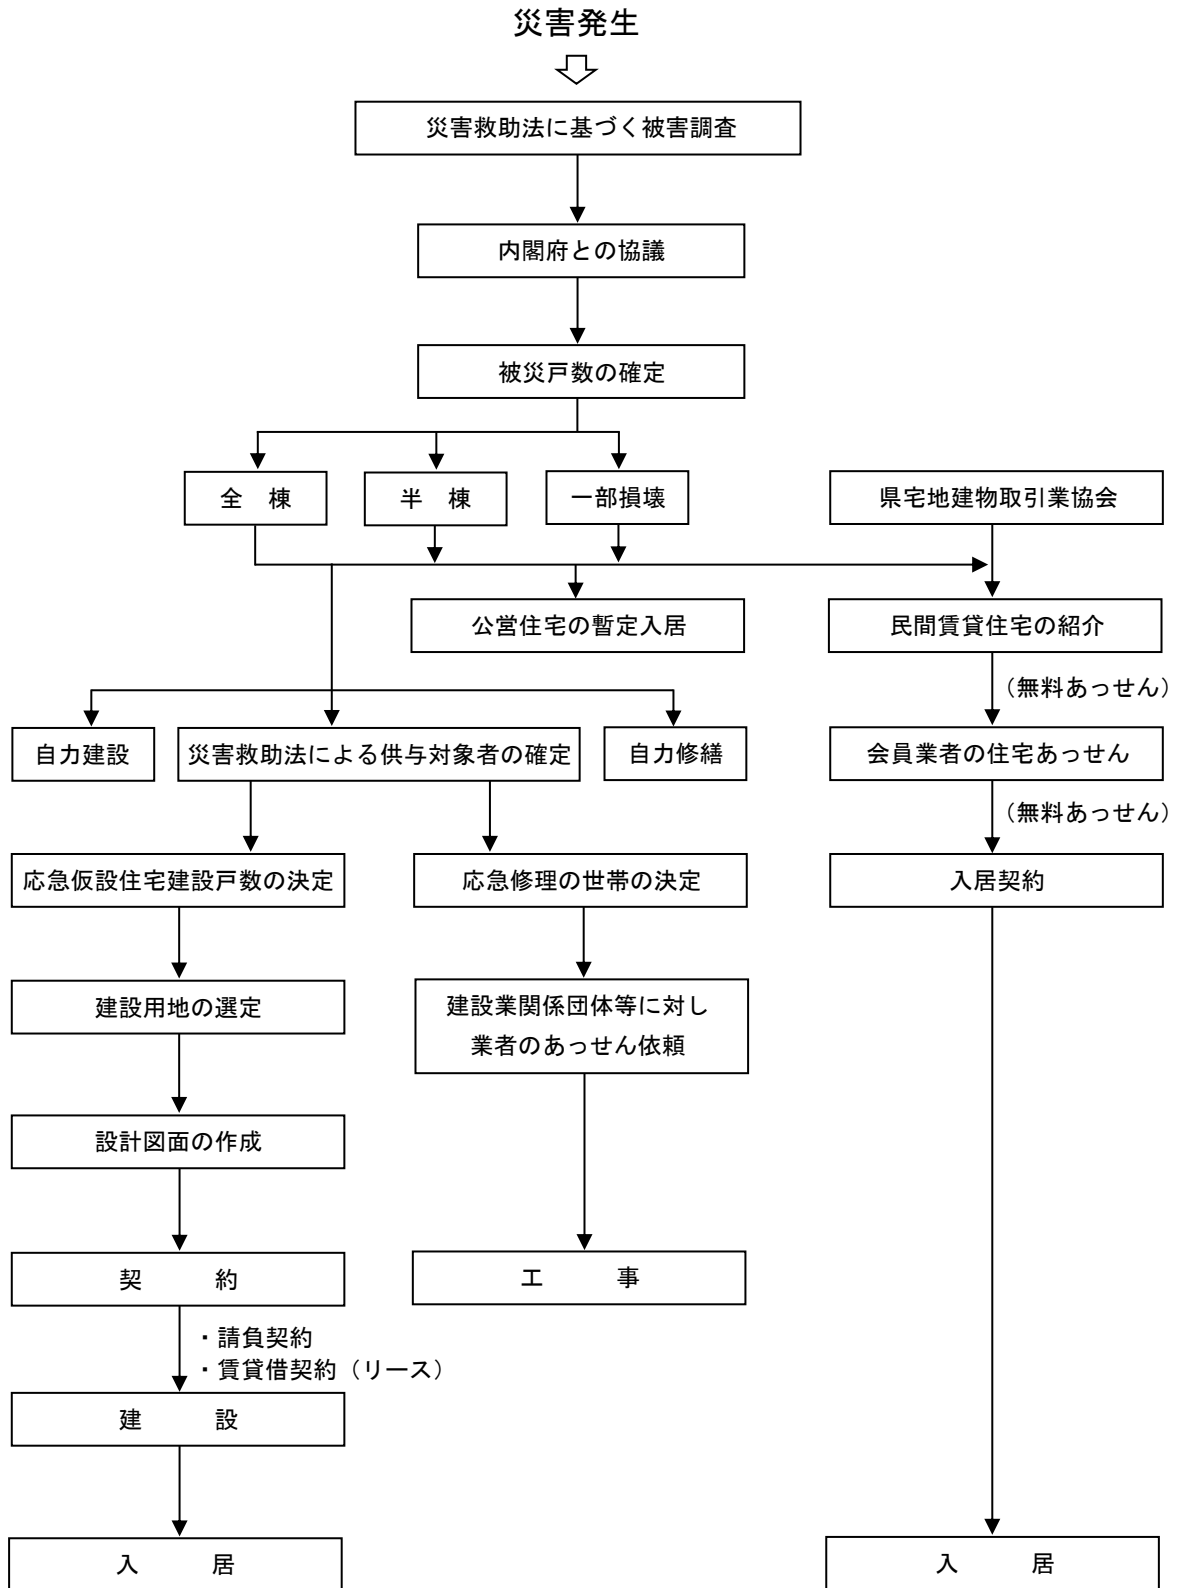 災害発生
災害救助法に基づく被害調査
内閣府との協議
被災戸数の確定
全　棟
半　棟
一部損壊
県宅地建物取引業協会
公営住宅の暫定入居
民間賃貸住宅の紹介
（無料あっせん）
自力建設
災害救助法による供与対象者の確定
自力修繕
会員業者の住宅あっせん
（無料あっせん）
応急仮設住宅建設戸数の決定
応急修理の世帯の決定
入居契約
建設用地の選定
建設業関係団体等に対し
業者のあっせん依頼
設計図面の作成
契　　　約
工　　　事
・請負契約
・賃貸借契約（リース）
建　　　設
入　　　居
入　　　居